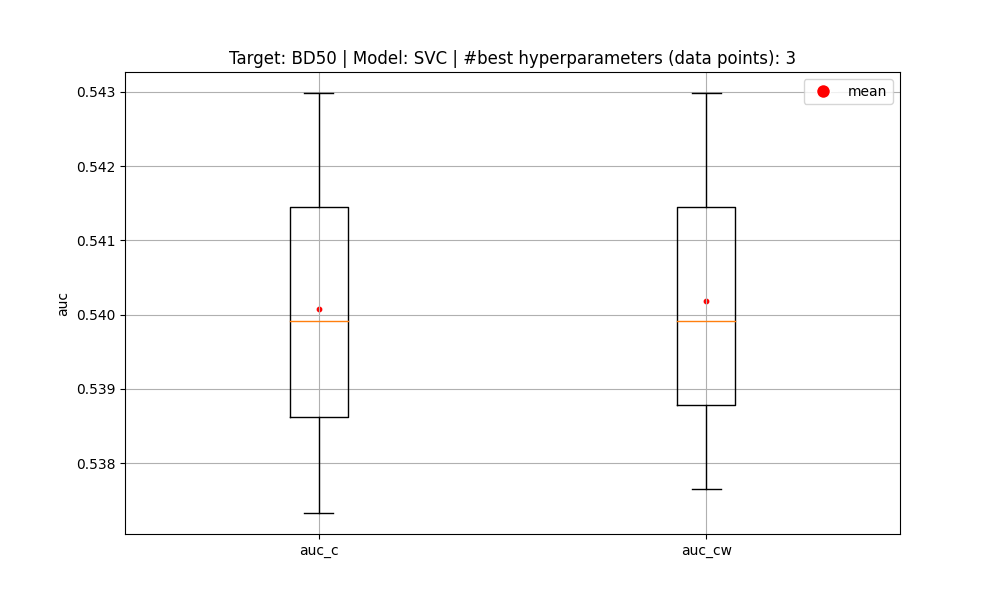 Target: BD50 | Model: SVC | #best hyperparameters (data points): 3
mean
0.543
0.542
0.541
0.540
0.539
0.538
auc
auc_c
auc_cw